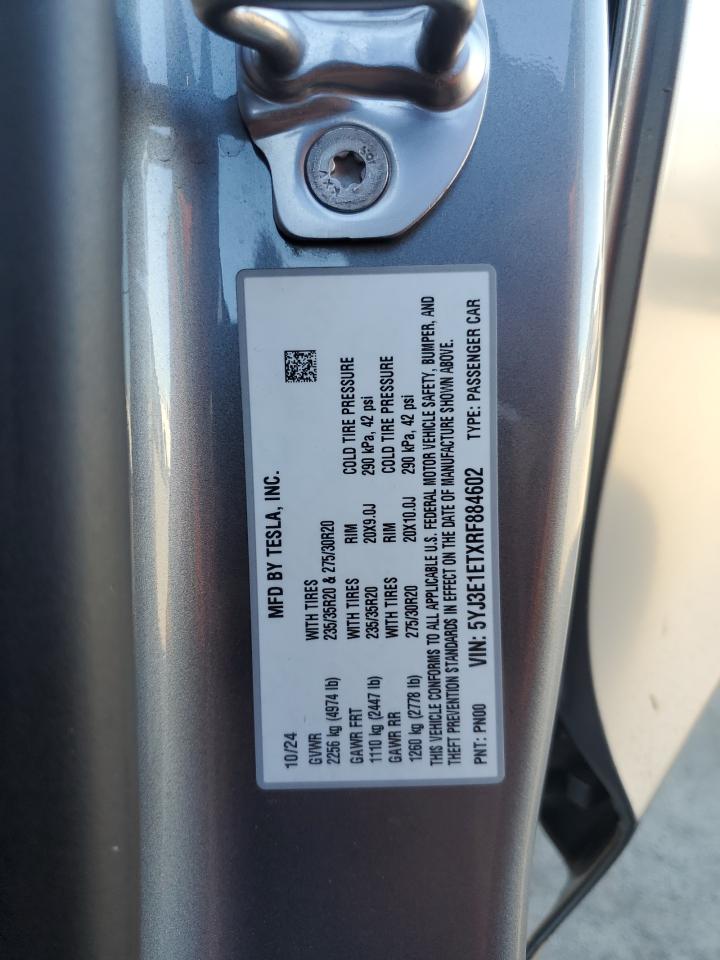 MFD BY TESLA, INC.
10/24
GVWR WITH TIRES
2256 kg (4974 lb) 235/35R20 & 275/30R20 COLD TIRE PRESSURE
GAWR FRT WITH TIRES RIM 290 kPa, 42 psi
1110 kg (2447 lb) 235/35R20 20X9.0J COLD TIRE PRESSURE
GAWR RR WITH TIRES RIM 290 kPa, 42 psi
1260 kg (2778 lb) 275/30R20 20X10.0J
THIS VEHICLE CONFORMS TO ALL APPLICABLE U.S. FEDERAL MOTOR VEHICLE SAFETY, BUMPER, AND
THEFT PREVENTION STANDARDS IN EFFECT ON THE DATE OF MANUFACTURE SHOWN ABOVE.
PNT: PN00 VIN: 5YJ3E1ETXRF884602 TYPE: PASSENGER CAR